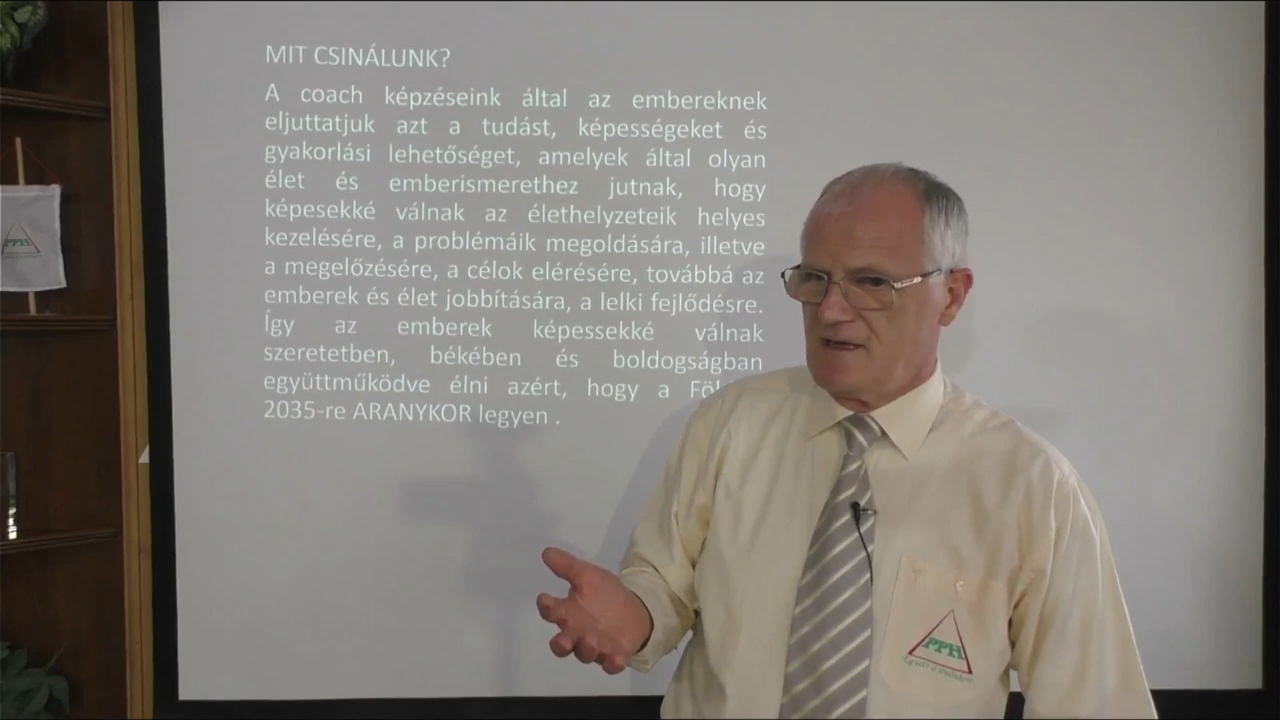 MIT CSINÁLUNK?
A coach képzéseink által az embereknek
eljuttatjuk azt a tudást, képességeket és
gyakorlási lehetőséget, amelyek által olyan
élet és emberismerethez jutnak, hogy
képesekké válnak az élethelyzeteik helyes
kezelésére, a problémáik megoldására, illetve
a megelőzésére, a célok elérésére, továbbá az
emberek és élet jobbítására, a lelki fejlődésre.
Így az emberek képessekké válnak
szeretetben, békében és boldogságban
együttműködve élni azért, hogy a
2035-re ARANYKOR legyen .
PPH
PPH